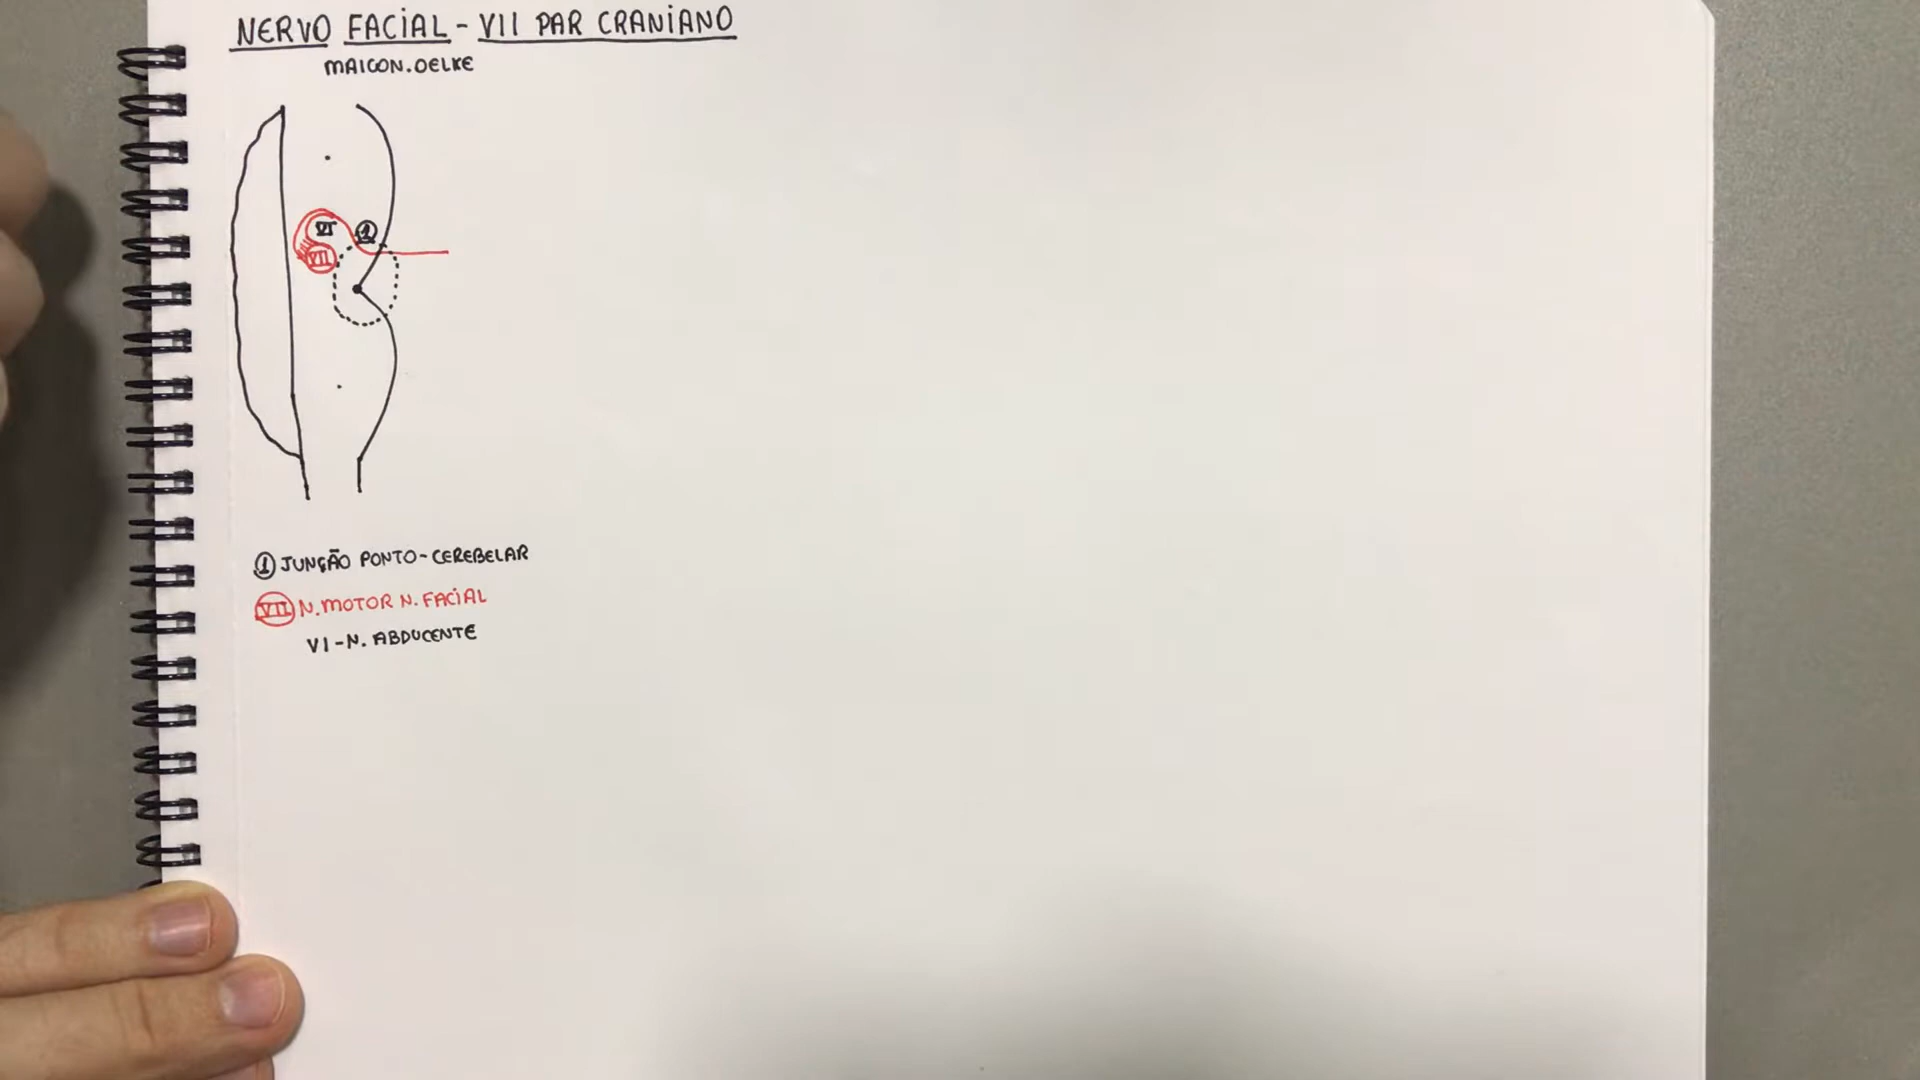 NERVO FACIAL - VII PAR CRANIANO
MAICON.OELKE
VI
1
VII
1 JUNÇÃO PONTO-CEREBELAR
VII N. MOTOR N. FACIAL
VI - N. ABDUCENTE